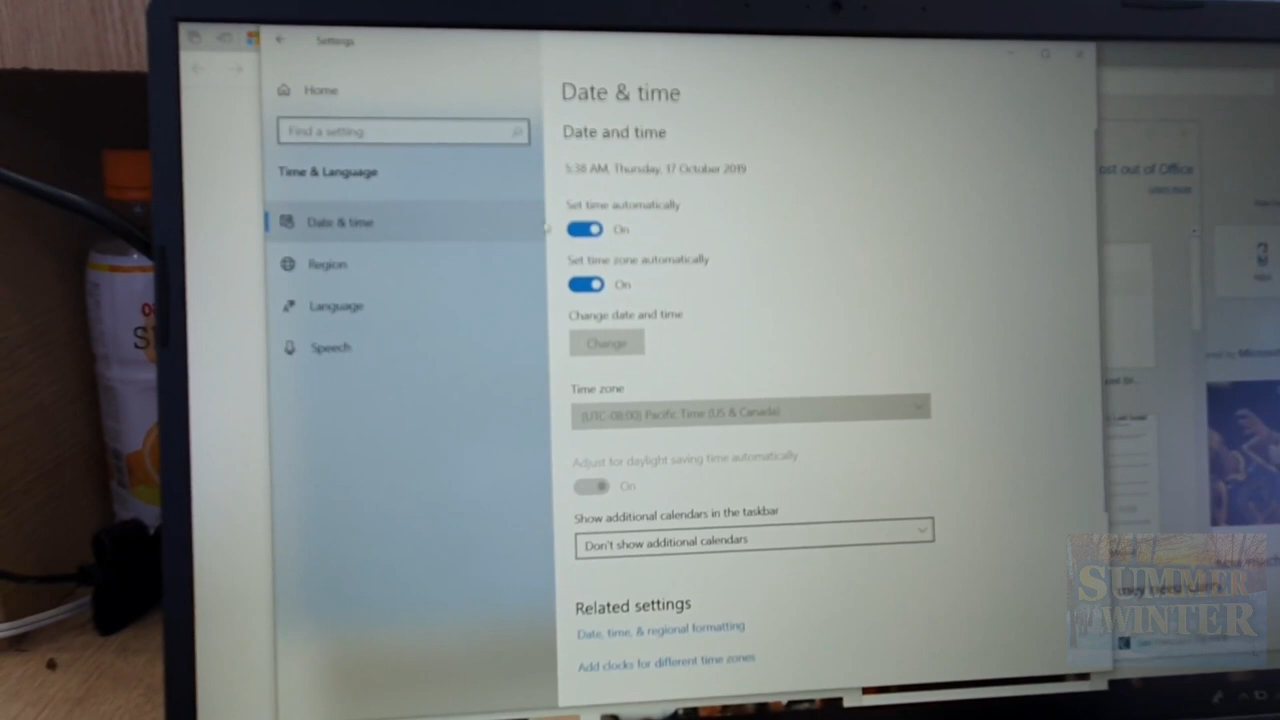 Settings
Home
Find a setting
Time & Language
Date & time
Region
Language
Speech
Date & time
Date and time
5:38 AM, Thursday, 17 October 2019
Set time automatically
On
Set time zone automatically
On
Change date and time
Change
Time zone
(UTC-08:00) Pacific Time (US & Canada)
Adjust for daylight saving time automatically
On
Show additional calendars in the taskbar
Don't show additional calendars
Related settings
Date, time, & regional formatting
Add clocks for different time zones
ost out of Office
SUMMER
WINTER